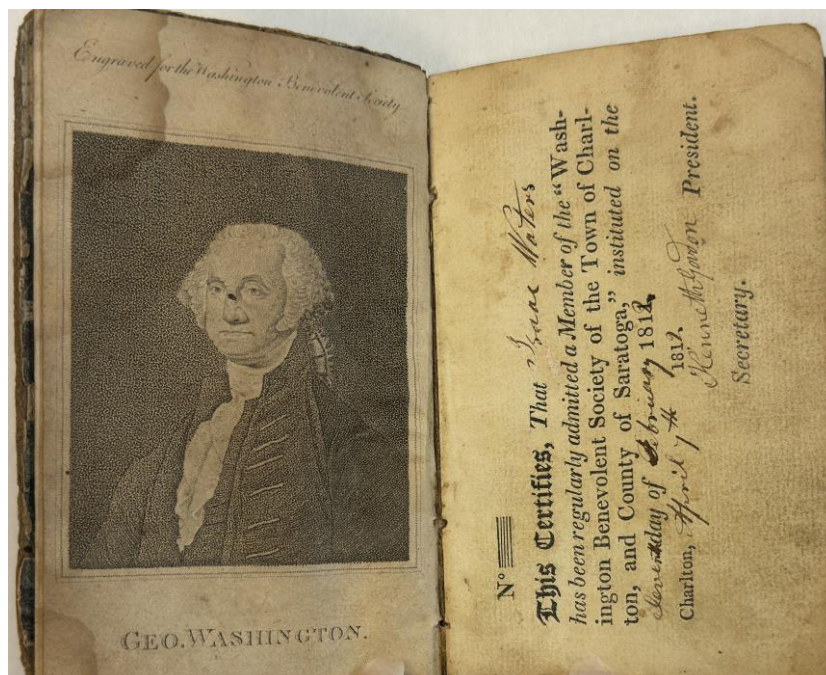 Engraved for the Washington Benevolent Society
GEO. WASHINGTON.
No
This Certifies, That Isaac Waters
has been regularly admitted a Member of the "Wash-
ington Benevolent Society of the Town of Charl-
ton, and County of Saratoga," instituted on the
Seventh day of February 1812.
Charlton, April 7th 1812.
Kenneth Gordon President.
Secretary.